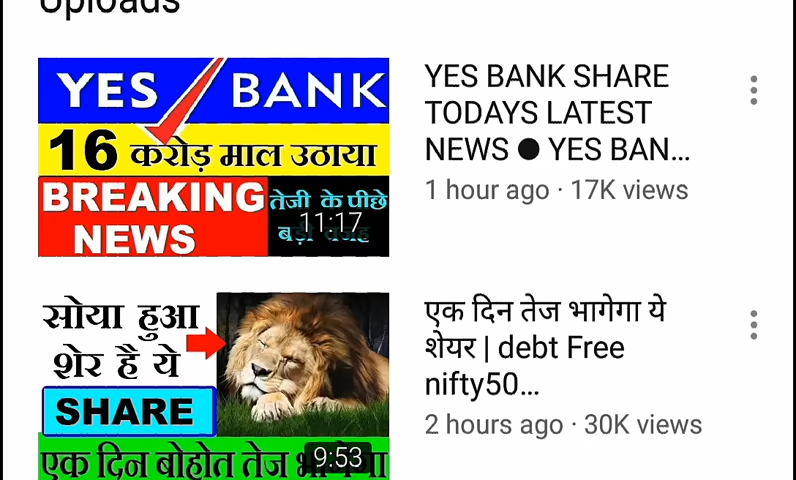 Uploads
YES BANK
16 करोड़ माल उठाया
BREAKING
NEWS
तेजी के पीछे
11:17
YES BANK SHARE
TODAYS LATEST
NEWS ● YES BAN...
1 hour ago · 17K views
सोया हुआ
शेर है ये
SHARE
एक दिन बोहोत तेज
9:53
एक दिन तेज भागेगा ये
शेयर | debt Free
nifty50...
2 hours ago · 30K views